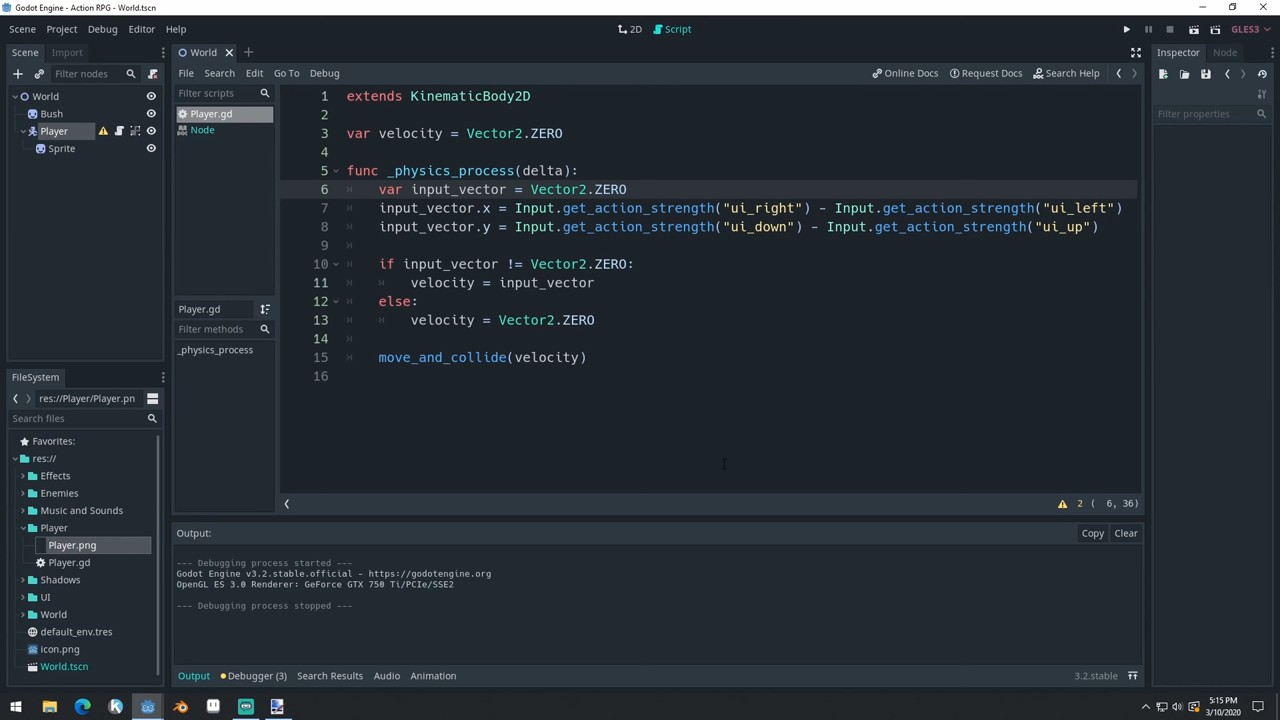 Godot Engine - Action RPG - World.tscn
Scene Project Debug Editor Help
2D Script
GLES3
Scene Import
Filter nodes
World
Bush
Player
Sprite
World
File Search Edit Go To Debug
Online Docs Request Docs Search Help
Filter scripts
Player.gd
Node
Player.gd
Filter methods
_physics_process
1 extends KinematicBody2D
2
3 var velocity = Vector2.ZERO
4
5 func _physics_process(delta):
6 var input_vector = Vector2.ZERO
7 input_vector.x = Input.get_action_strength("ui_right") - Input.get_action_strength("ui_left")
8 input_vector.y = Input.get_action_strength("ui_down") - Input.get_action_strength("ui_up")
9
10 if input_vector != Vector2.ZERO:
11 velocity = input_vector
12 else:
13 velocity = Vector2.ZERO
14
15 move_and_collide(velocity)
16
2 ( 6, 36)
Inspector Node
Filter properties
FileSystem
res://Player/Player.pn
Search files
Favorites:
res://
Effects
Enemies
Music and Sounds
Player
Player.png
Player.gd
Shadows
UI
World
default_env.tres
icon.png
World.tscn
Output:
Copy Clear
--- Debugging process started ---
Godot Engine v3.2.stable.official - https://godotengine.org
OpenGL ES 3.0 Renderer: GeForce GTX 750 Ti/PCIe/SSE2
--- Debugging process stopped ---
Output Debugger (3) Search Results Audio Animation
3.2.stable
5:15 PM
3/10/2020